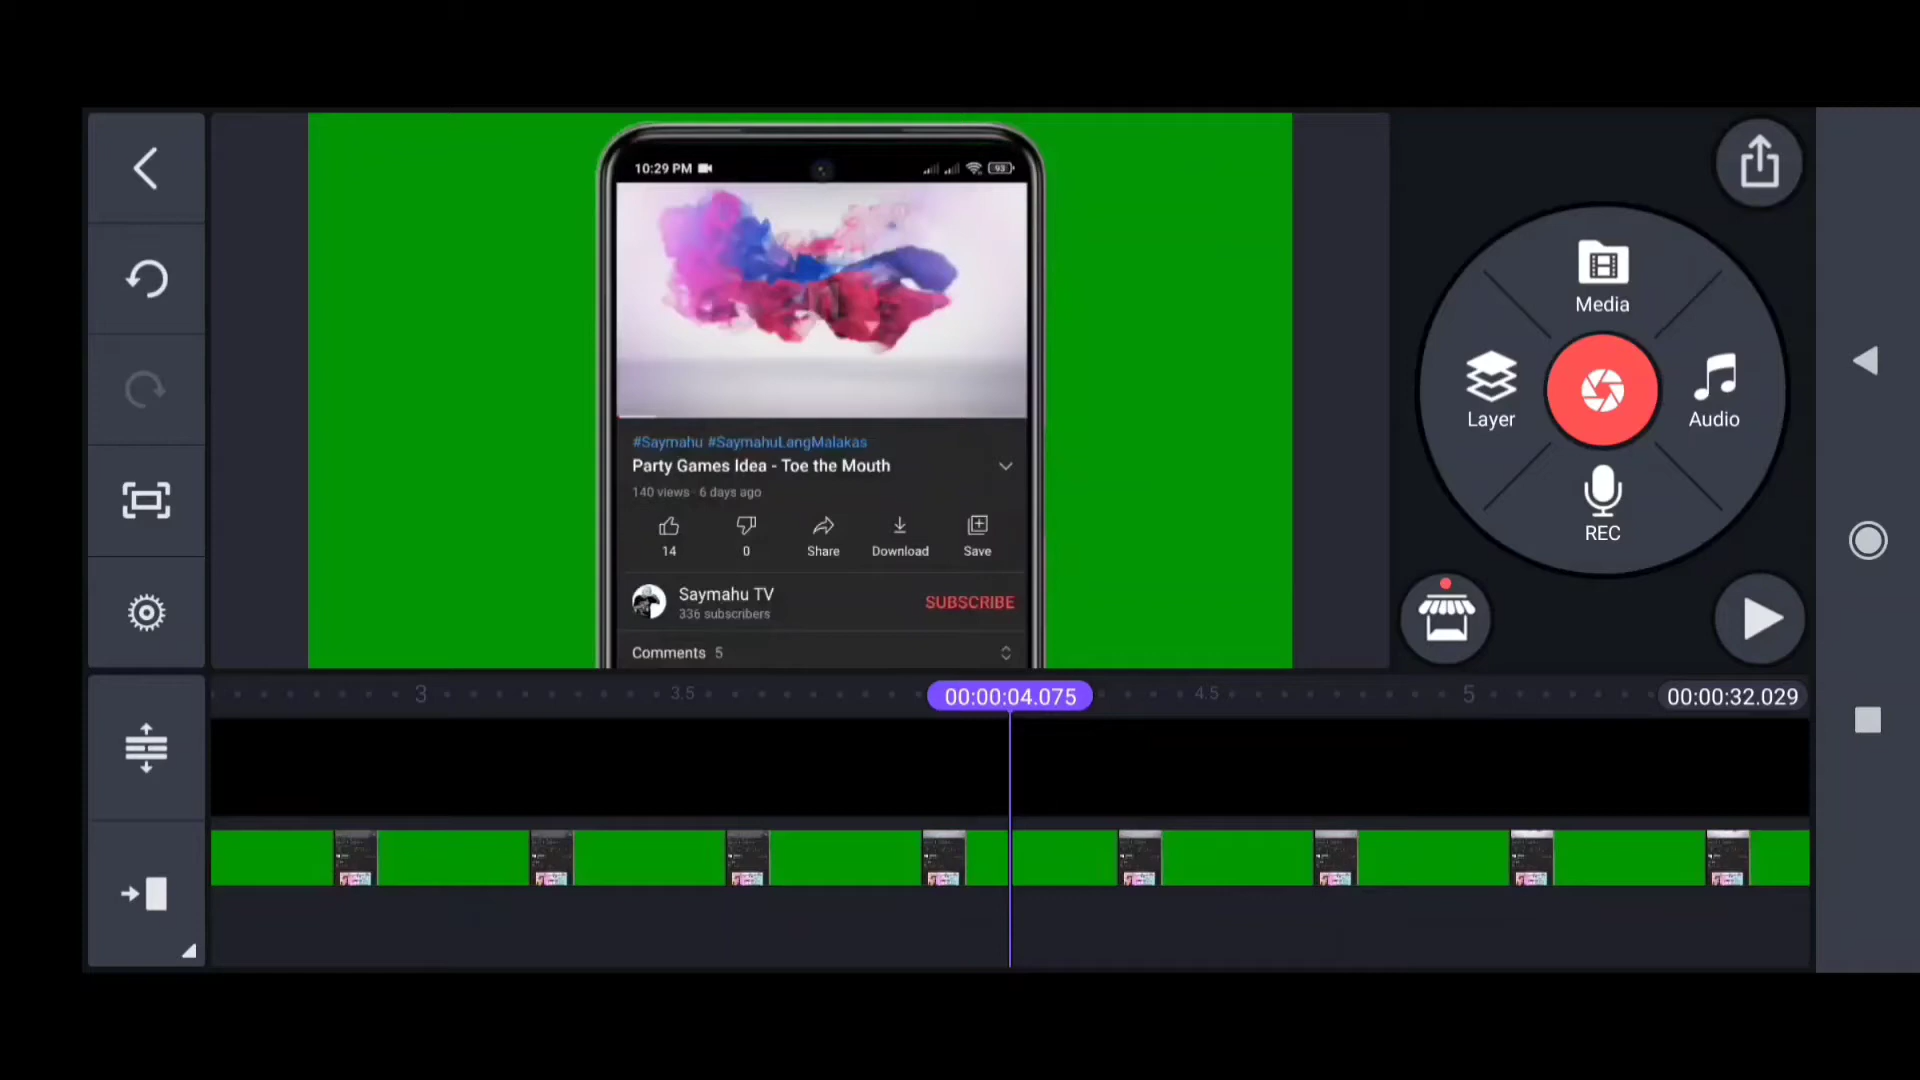 10:29 PM
93
#Saymahu #SaymahuLangMalakas
Party Games Idea - Toe the Mouth
140 views · 6 days ago
14
0
Share
Download
Save
Saymahu TV
336 subscribers
SUBSCRIBE
Comments 5
Media
Layer
Audio
REC
3
3.5
00:00:04.075
4.5
5
00:00:32.029